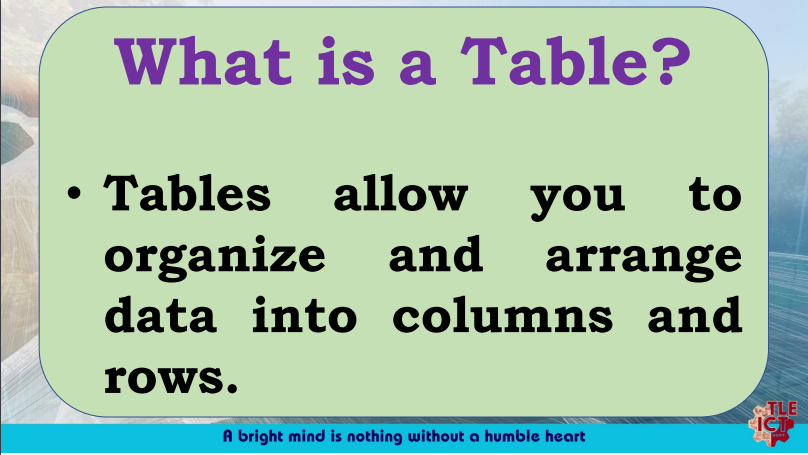 What is a Table?
• Tables allow you to
organize and arrange
data into columns and
rows.
A bright mind is nothing without a humble heart
TLE
ICT